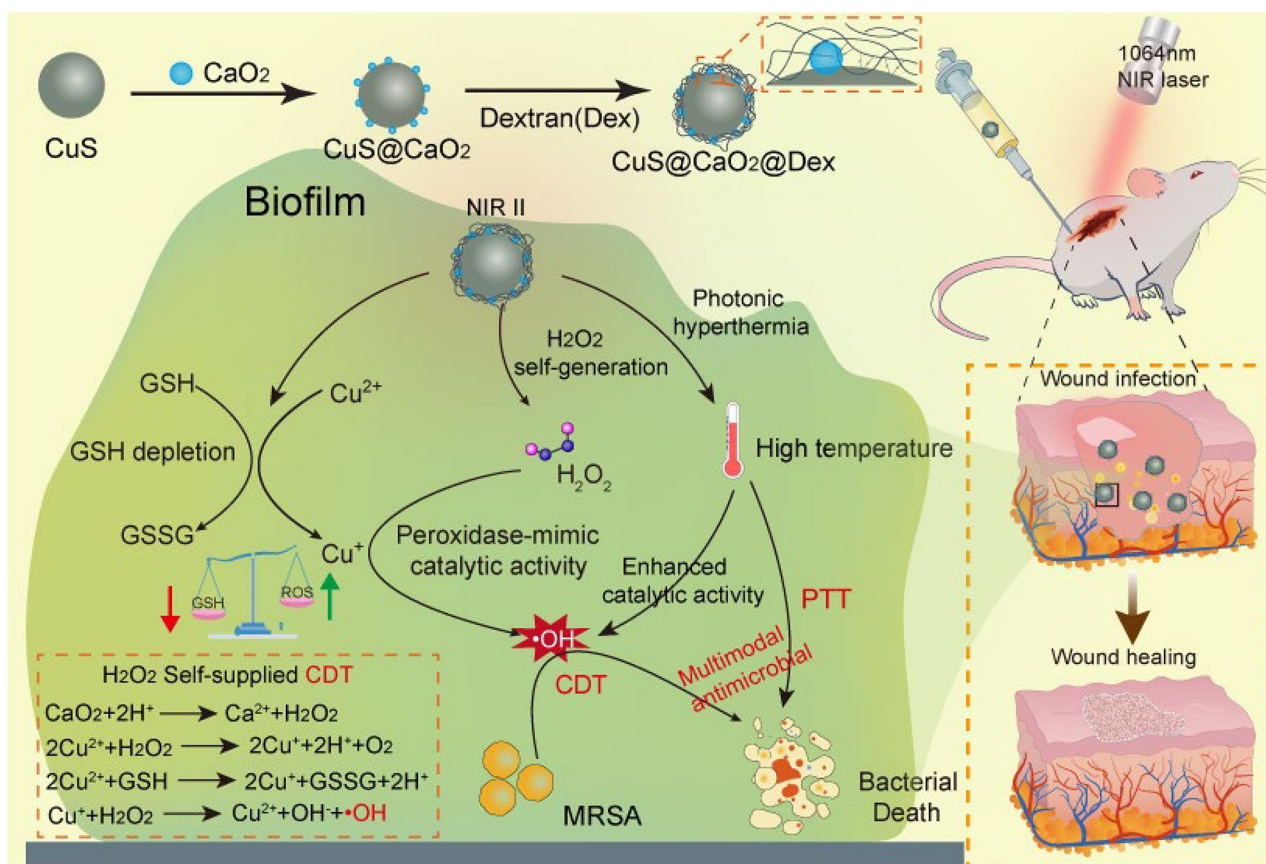 CaO₂
CuS
CuS@CaO₂
Dextran(Dex)
CuS@CaO₂@Dex
1064nm
NIR laser
Biofilm
NIR II
Photonic
hyperthermia
H₂O₂
self-generation
GSH
Cu²⁺
GSH depletion
H₂O₂
High temperature
GSSG
Cu⁺
Peroxidase-mimic
catalytic activity
Enhanced
catalytic activity
PTT
GSH
ROS
•OH
CDT
Multimodal
antimicrobial
MRSA
Bacterial
Death
H₂O₂ Self-supplied CDT
CaO₂+2H⁺ → Ca²⁺+H₂O₂
2Cu²⁺+H₂O₂ → 2Cu⁺+2H⁺+O₂
2Cu²⁺+GSH → 2Cu⁺+GSSG+2H⁺
Cu⁺+H₂O₂ → Cu²⁺+OH⁻+•OH
Wound infection
Wound healing